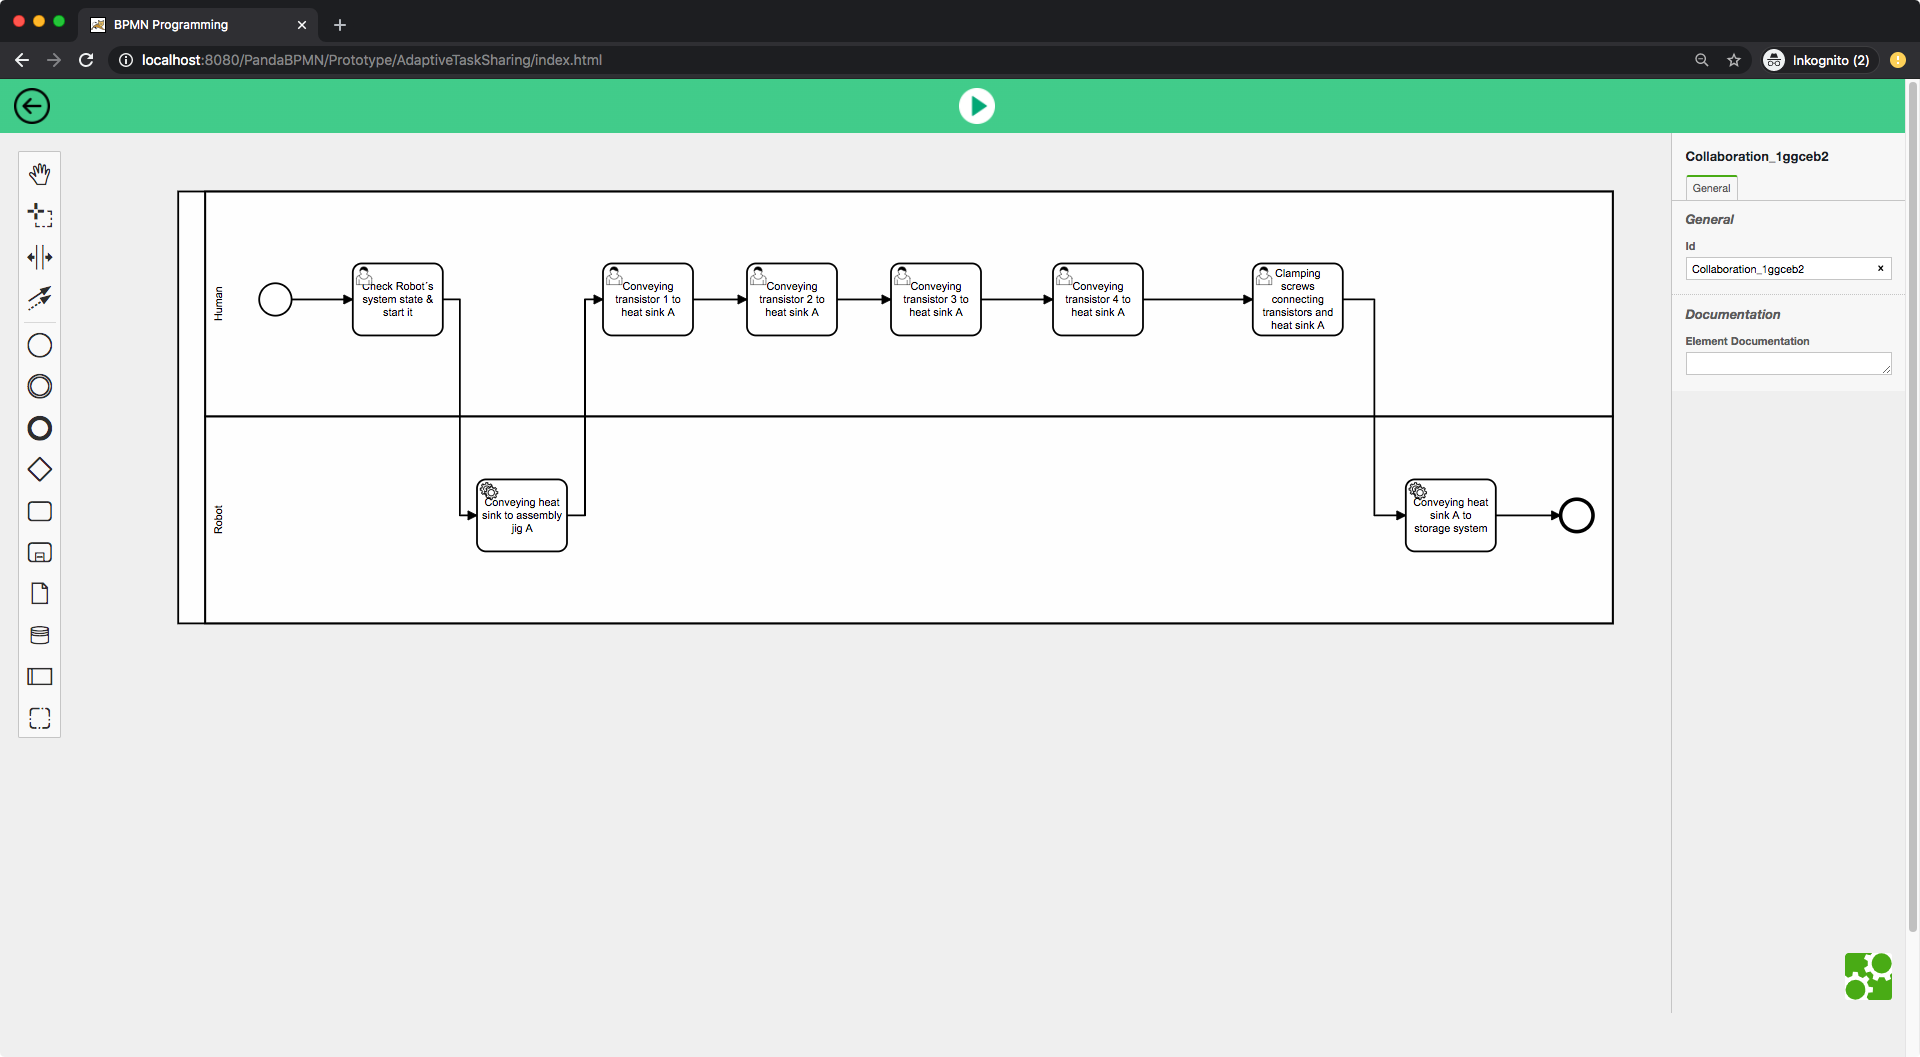 BPMN Programming
localhost:8080/PandaBPMN/Prototype/AdaptiveTaskSharing/index.html
Inkognito (2)
Collaboration_1ggceb2
General
General
Id
Collaboration_1ggceb2
Documentation
Element Documentation
Human
Check Robot´s
system state &
start it
Conveying
transistor 1 to
heat sink A
Conveying
transistor 2 to
heat sink A
Conveying
transistor 3 to
heat sink A
Conveying
transistor 4 to
heat sink A
Clamping
screws
connecting
transistors and
heat sink A
Robot
Conveying heat
sink to assembly
jig A
Conveying heat
sink A to
storage system